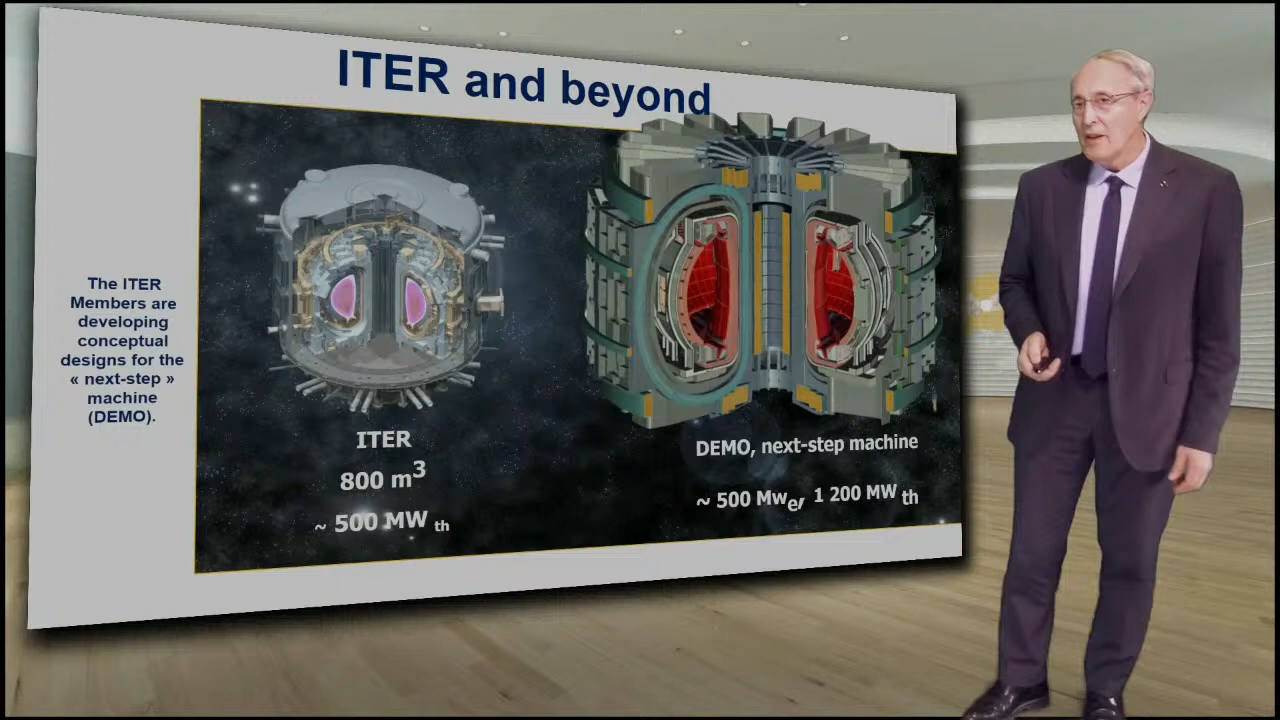 ITER and beyond
The ITER
Members are
developing
conceptual
designs for the
« next-step »
machine
(DEMO).
ITER
800 m³
~ 500 MW th
DEMO, next-step machine
~ 500 Mwe, 1 200 MW th